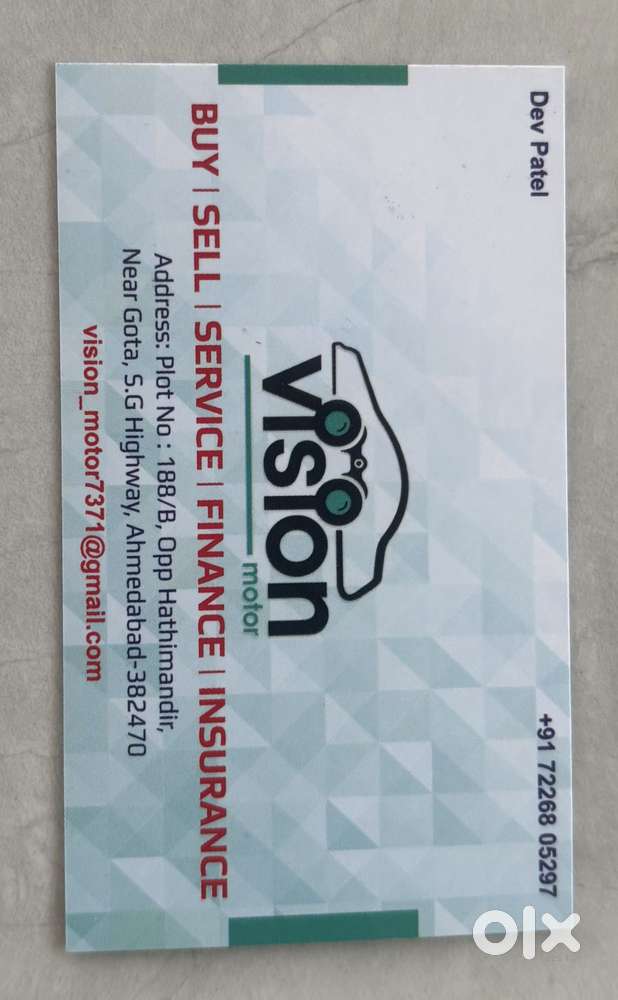 Dev Patel
+91 72268 05297
vision
motor
BUY | SELL | SERVICE | FINANCE | INSURANCE
Address: Plot No : 188/B, Opp Hathimandir,
Near Gota, S.G Highway, Ahmedabad-382470
vision_motor7371@gmail.com
olx